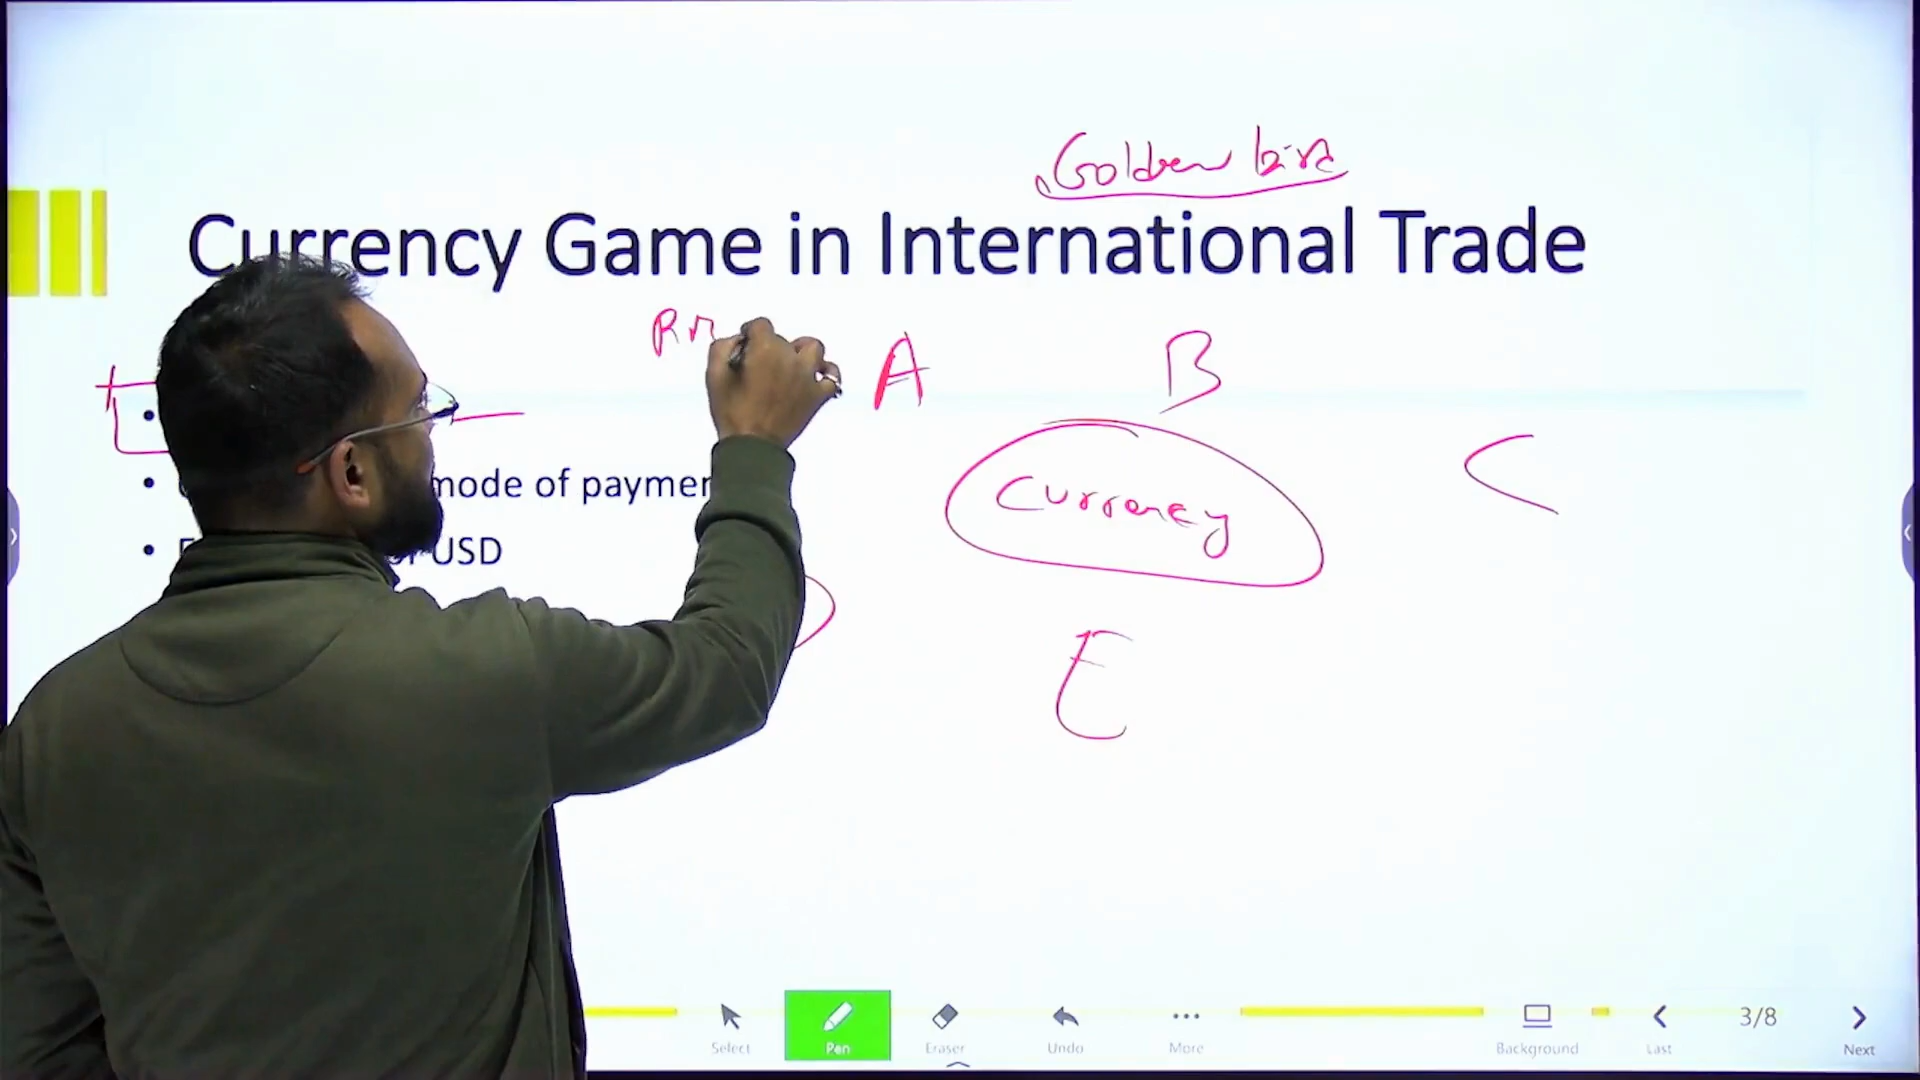 Golden bird
Currency Game in International Trade
A
B
C
mode of paymen
USD
Currency
E
Select
Pen
Eraser
Undo
More
Background
Last
3/8
Next